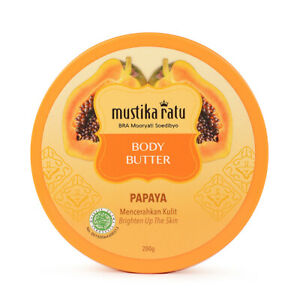 mustika ratu
BRA Mooryati Soedibyo
BODY
BUTTER
PAPAYA
Mencerahkan Kulit
Brighten Up The Skin
200g